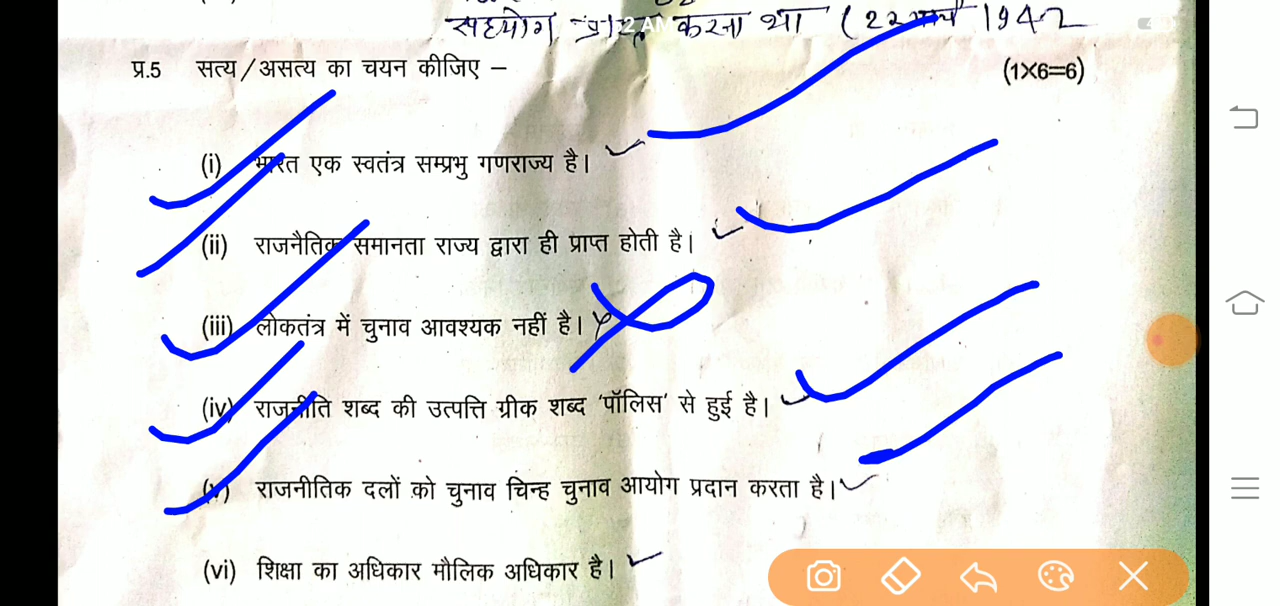 सहयोग प्राप्त करना था (22 मार्च 1942
प्र.5 सत्य/असत्य का चयन कीजिए – (1X6=6)
(i) भारत एक स्वतंत्र सम्प्रभु गणराज्य है।
(ii) राजनैतिक समानता राज्य द्वारा ही प्राप्त होती है।
(iii) लोकतंत्र में चुनाव आवश्यक नहीं है।
(iv) राजनीति शब्द की उत्पत्ति ग्रीक शब्द 'पॉलिस' से हुई है।
(v) राजनीतिक दलों को चुनाव चिन्ह चुनाव आयोग प्रदान करता है।
(vi) शिक्षा का अधिकार मौलिक अधिकार है।